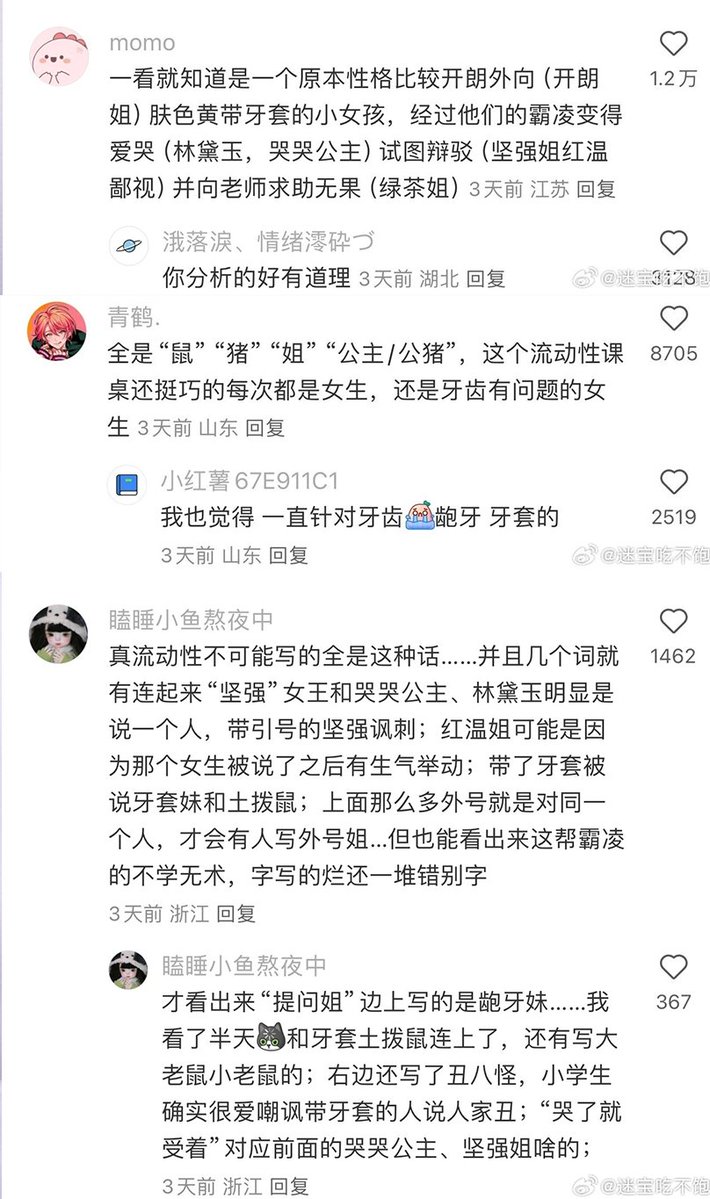 momo
一看就知道是一个原本性格比较开朗外向（开朗
1.2万
姐）肤色黄带牙套的小女孩，经过他们的霸凌变得
爱哭（林黛玉，哭哭公主）试图辩驳（坚强姐红温
鄙视）并向老师求助无果（绿茶姐）3天前 江苏 回复
涐落淚、情绪澪砕づ
你分析的好有道理 3天前 湖北 回复
3128
@迷宝吃不饱
青鹤.
全是“鼠”“猪”“姐”“公主/公猪”，这个流动性课
8705
桌还挺巧的每次都是女生，还是牙齿有问题的女
生 3天前 山东 回复
小红薯67E911C1
我也觉得 一直针对牙齿龅牙 牙套的
2519
3天前 山东 回复
@迷宝吃不饱
瞌睡小鱼熬夜中
真流动性不可能写的全是这种话……并且几个词就
1462
有连起来“坚强”女王和哭哭公主、林黛玉明显是
说一个人，带引号的坚强讽刺；红温姐可能是因
为那个女生被说了之后有生气举动；带了牙套被
说牙套妹和土拨鼠；上面那么多外号就是对同一
个人，才会有人写外号姐...但也能看出来这帮霸凌
的不学无术，字写的烂还一堆错别字
3天前 浙江 回复
瞌睡小鱼熬夜中
才看出来“提问姐”边上写的是龅牙妹……我
367
看了半天和牙套土拨鼠连上了，还有写大
老鼠小老鼠的；右边还写了丑八怪，小学生
确实很爱嘲讽带牙套的人说人家丑；“哭了就
受着”对应前面的哭哭公主、坚强姐啥的；
3天前 浙江 回复
@迷宝吃不饱